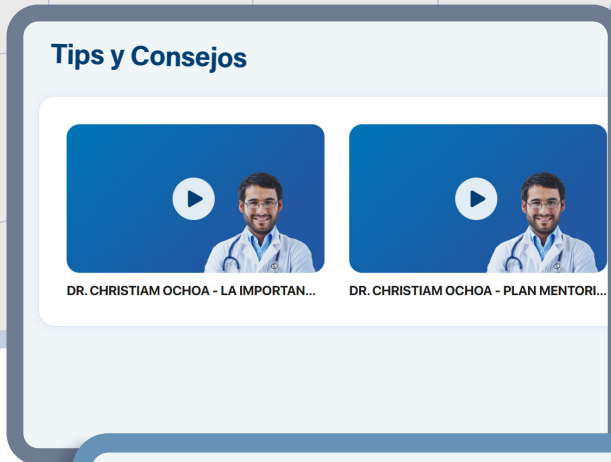 Tips y Consejos
DR. CHRISTIAM OCHOA - LA IMPORTAN...
DR. CHRISTIAM OCHOA - PLAN MENTORI...